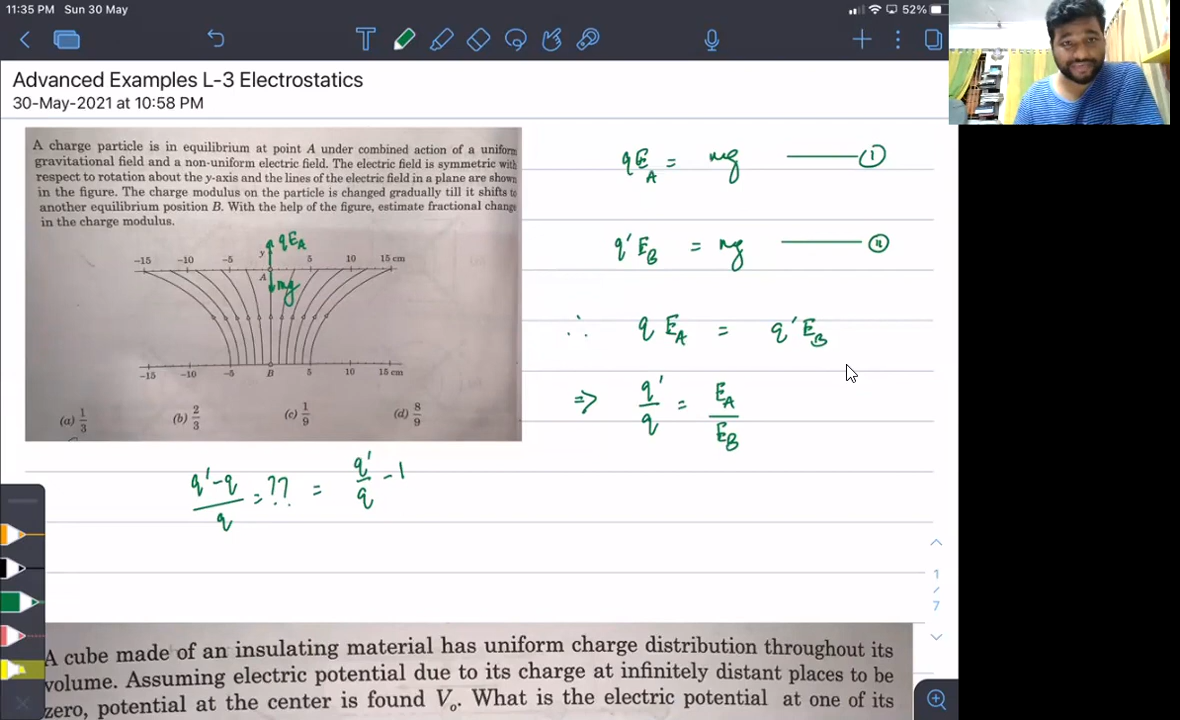 11:35 PM Sun 30 May
52%
Advanced Examples L-3 Electrostatics
30-May-2021 at 10:58 PM
A charge particle is in equilibrium at point A under combined action of a uniform
gravitational field and a non-uniform electric field. The electric field is symmetric with
respect to rotation about the y-axis and the lines of the electric field in a plane are shown
in the figure. The charge modulus on the particle is changed gradually till it shifts to
another equilibrium position B. With the help of the figure, estimate fractional change
in the charge modulus.
y qE_A
-15 -10 -5 5 10 15 cm
A
mg
-15 -10 -5 B 5 10 15 cm
(a) 1/3 (b) 2/3 (c) 1/9 (d) 8/9
qE_A = mg —— ①
q'E_B = mg —— ⑪
∴ qE_A = q'E_B
⇒ q'/q = E_A/E_B
(q'-q)/q = ?? = q'/q - 1
1
/
7
A cube made of an insulating material has uniform charge distribution throughout its
volume. Assuming electric potential due to its charge at infinitely distant places to be
zero, potential at the center is found V_o. What is the electric potential at one of its